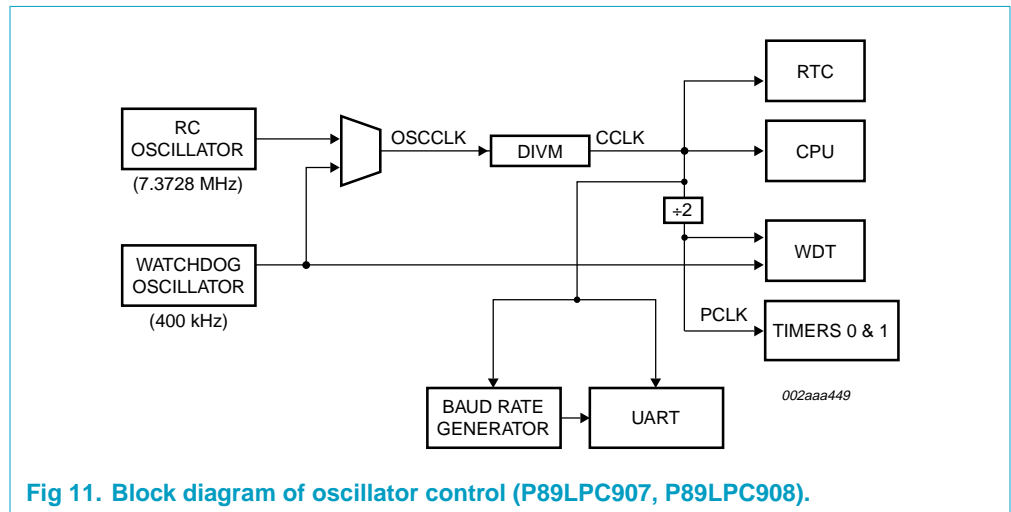 RTC
RC
OSCILLATOR
(7.3728 MHz)
OSCCLK
DIVM
CCLK
CPU
÷2
WATCHDOG
OSCILLATOR
(400 kHz)
WDT
PCLK
TIMERS 0 & 1
002aaa449
BAUD RATE
GENERATOR
UART
Fig 11. Block diagram of oscillator control (P89LPC907, P89LPC908).